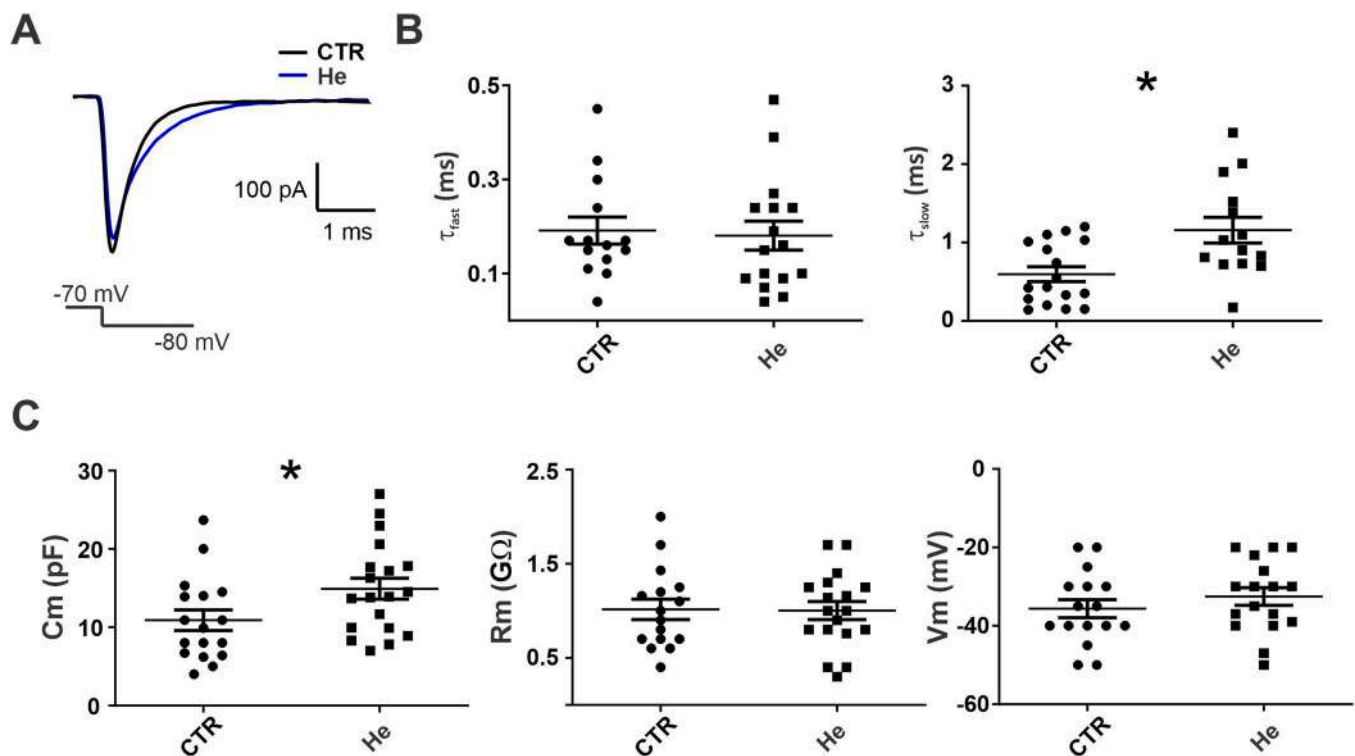 A
CTR
He
100 pA
1 ms
-70 mV
-80 mV
B
τfast (ms)
0.5
0.3
0.1
CTR
He
τslow (ms)
3
2
1
0
*
CTR
He
C
Cm (pF)
30
20
10
0
*
CTR
He
Rm (GΩ)
2.5
1.5
0.5
CTR
He
Vm (mV)
0
-20
-40
-60
CTR
He